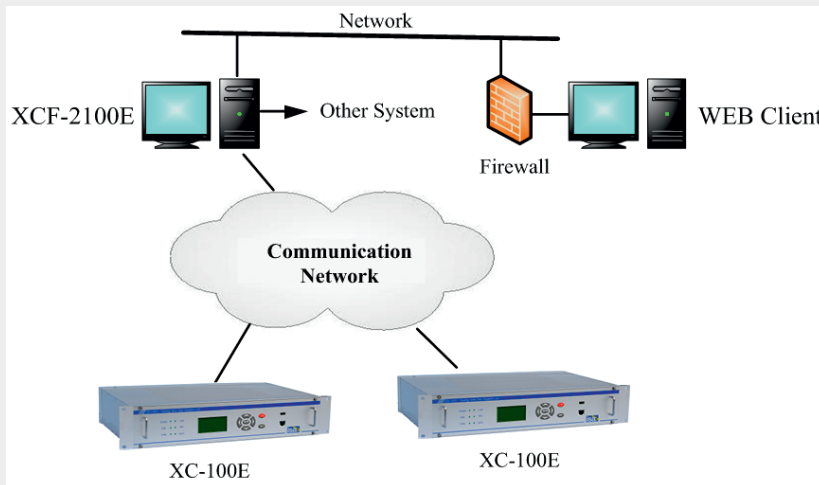 Network
XCF-2100E
Other System
WEB Client
Firewall
Communication
Network
XC-100E
XC-100E